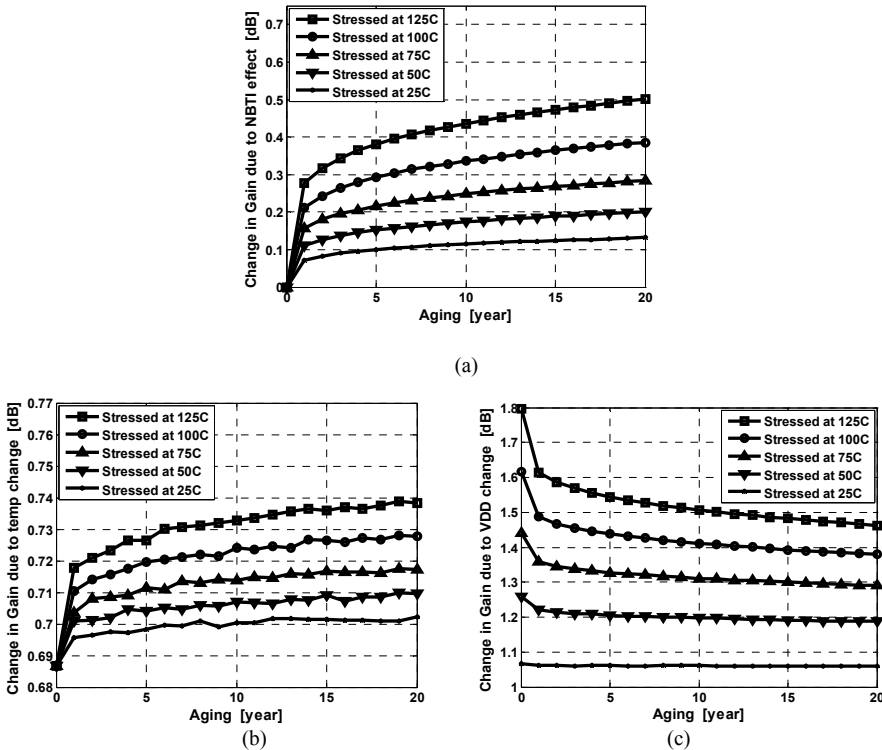 Change in Gain due to NBTI effect [dB]
0.7
0.6
0.5
0.4
0.3
0.2
0.1
0
Stressed at 125C
Stressed at 100C
Stressed at 75C
Stressed at 50C
Stressed at 25C
0 5 10 15 20
Aging [year]
(a)
Change in Gain due to temp change [dB]
0.77
0.76
0.75
0.74
0.73
0.72
0.71
0.7
0.69
0.68
Stressed at 125C
Stressed at 100C
Stressed at 75C
Stressed at 50C
Stressed at 25C
0 5 10 15 20
Aging [year]
(b)
Change in Gain due to VDD change [dB]
1.8
1.7
1.6
1.5
1.4
1.3
1.2
1.1
1
Stressed at 125C
Stressed at 100C
Stressed at 75C
Stressed at 50C
Stressed at 25C
0 5 10 15 20
Aging [year]
(c)